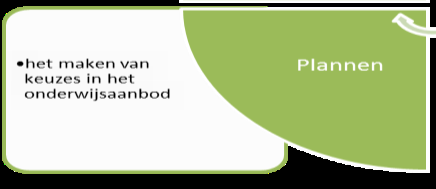 •het maken van
keuzes in het
onderwijsaanbod
Plannen